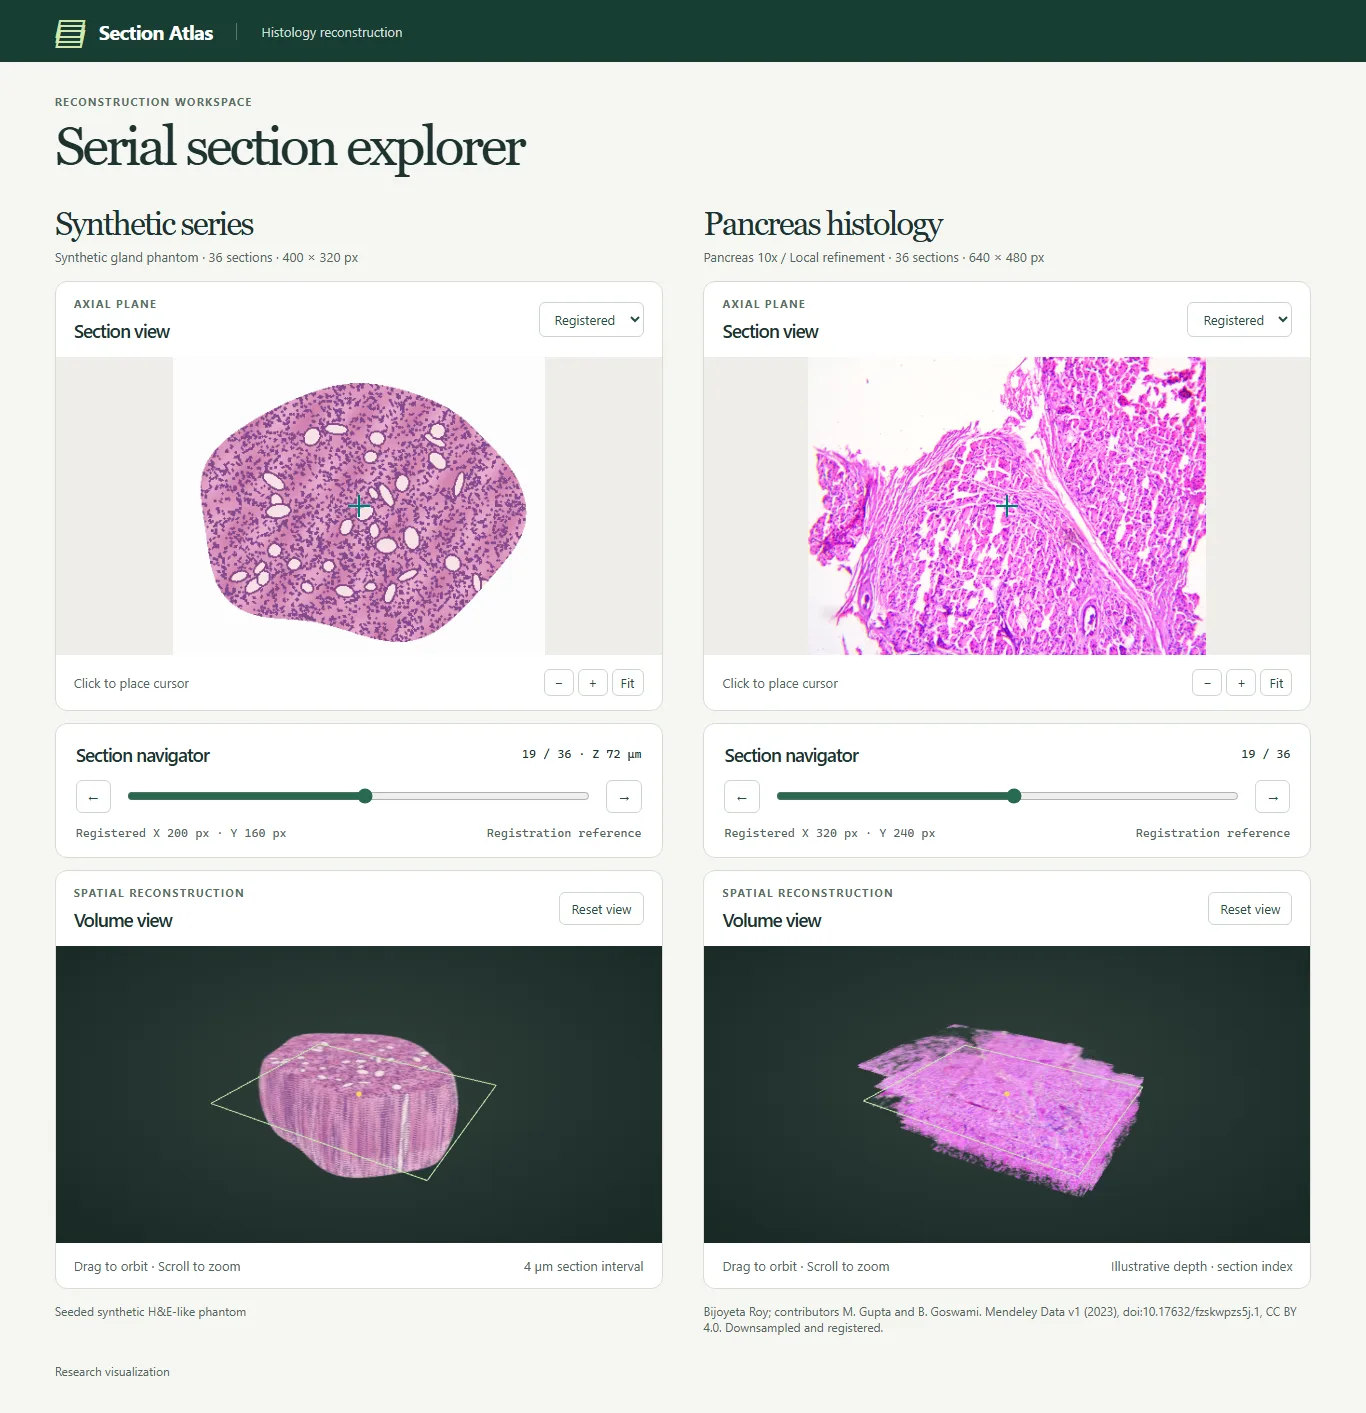 Section Atlas
Histology reconstruction
RECONSTRUCTION WORKSPACE
Serial section explorer
Synthetic series
Synthetic gland phantom · 36 sections · 400 × 320 px
AXIAL PLANE
Section view
Registered
Click to place cursor
−
+
Fit
Section navigator
19 / 36 · Z 72 μm
←
→
Registered X 200 px · Y 160 px
Registration reference
SPATIAL RECONSTRUCTION
Volume view
Reset view
Drag to orbit · Scroll to zoom
4 μm section interval
Seeded synthetic H&E-like phantom
Pancreas histology
Pancreas 10x / Local refinement · 36 sections · 640 × 480 px
AXIAL PLANE
Section view
Registered
Click to place cursor
−
+
Fit
Section navigator
19 / 36
←
→
Registered X 320 px · Y 240 px
Registration reference
SPATIAL RECONSTRUCTION
Volume view
Reset view
Drag to orbit · Scroll to zoom
Illustrative depth · section index
Bijoyeta Roy; contributors M. Gupta and B. Goswami. Mendeley Data v1 (2023), doi:10.17632/fzskwpzs5j.1, CC BY
4.0. Downsampled and registered.
Research visualization